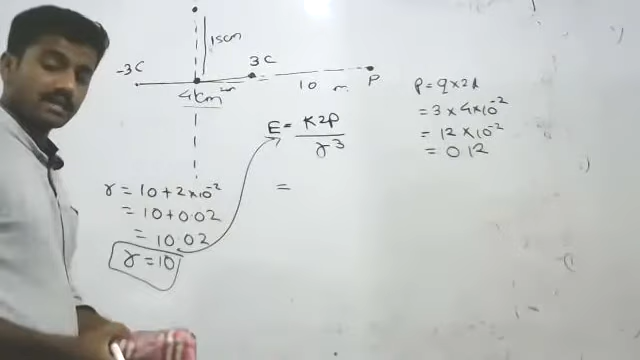 15cm
-3C
3C
4cm
2m
10 m
P
P = q×2l
= 3 × 4×10⁻²
= 12 × 10⁻²
= 0.12
E = K2P / r³
=
r = 10 + 2×10⁻²
= 10 + 0.02
= 10.02
r = 10